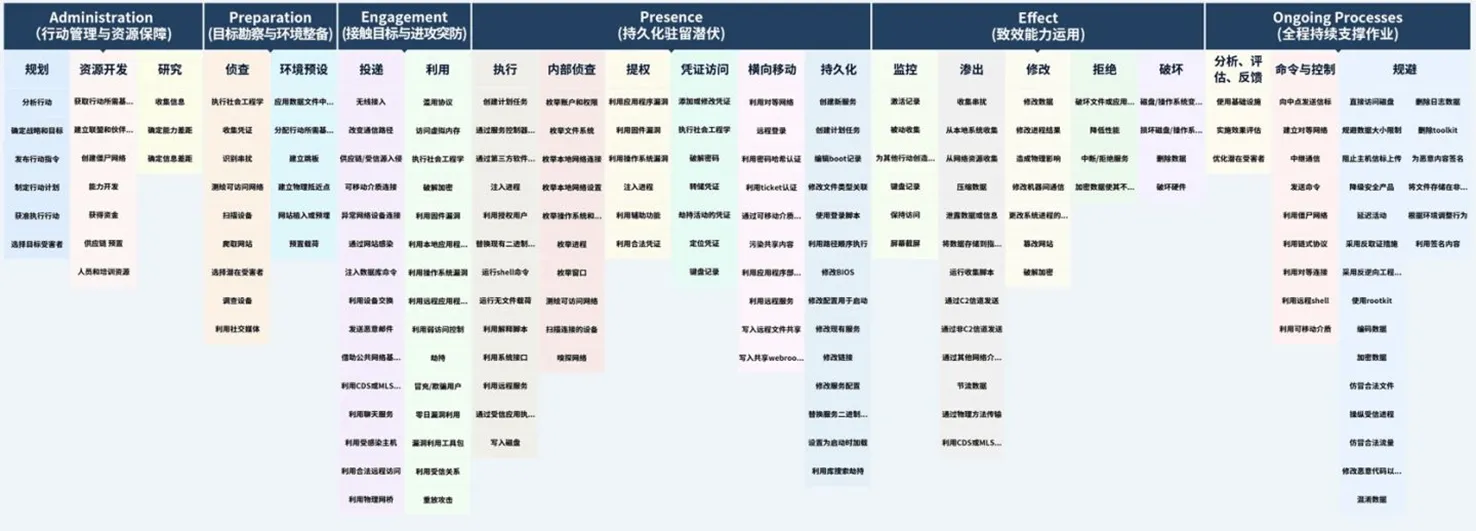 Administration
(行动管理与资源保障)
Preparation
(目标勘察与环境整备)
Engagement
(接触目标与进攻突防)
Presence
(持久化驻留潜伏)
Effect
(致效能力运用)
Ongoing Processes
(全程持续支撑作业)
规划
分析行动
确定战略和目标
发布行动指令
制定行动计划
获准执行行动
选择目标受害者
资源开发
获取行动所需基...
建立联盟和伙伴...
创建僵尸网络
能力开发
获得资金
供应链 预置
人员和培训资源
研究
收集信息
确定能力差距
确定信息差距
侦查
执行社会工程学
收集凭证
识别串扰
测绘可访问网络
扫描设备
爬取网站
选择潜在受害者
调查设备
利用社交媒体
环境预设
应用数据文件中...
分配行动所需基...
建立跳板
建立物理抵近点
网站植入或预埋
预置载荷
投递
无线接入
改变通信路径
供应链/受信源入侵
可移动介质连接
异常网络设备连接
通过网站感染
注入数据库命令
利用设备交换
发送恶意邮件
借助公共网络基...
利用CDS或MLS...
利用聊天服务
利用受感染主机
利用合法远程访问
利用物理网桥
利用
滥用协议
访问虚拟内存
执行社会工程学
破解加密
利用固件漏洞
利用本地应用程...
利用操作系统漏洞
利用远程应用程...
利用弱访问控制
劫持
冒充/欺骗用户
零日漏洞利用
漏洞利用工具包
利用受信关系
重放攻击
执行
创建计划任务
通过服务控制器...
通过第三方软件...
注入进程
利用授权用户
替换现有二进制...
运行shell命令
运行无文件载荷
利用解释脚本
利用系统接口
利用远程服务
通过受信应用执...
写入磁盘
内部侦查
枚举账户和权限
枚举文件系统
枚举本地网络连接
枚举本地网络设置
枚举操作系统和...
枚举进程
枚举窗口
测绘可访问网络
扫描连接的设备
嗅探网络
提权
利用应用程序漏洞
利用固件漏洞
利用操作系统漏洞
注入进程
利用辅助功能
利用合法凭证
凭证访问
添加或修改凭证
执行社会工程学
破解密码
转储凭证
劫持活动的凭证
定位凭证
键盘记录
横向移动
利用对等网络
远程登录
利用密码哈希认证
利用ticket认证
通过可移动介质...
污染共享内容
利用应用程序部...
利用远程服务
写入远程文件共享
写入共享webroo...
持久化
创建新服务
创建计划任务
编辑boot记录
修改文件类型关联
使用登录脚本
利用路径顺序执行
修改BIOS
修改配置用于启动
修改现有服务
修改链接
修改服务配置
替换服务二进制...
设置为启动时加载
利用库搜索劫持
监控
激活记录
被动收集
为其他行动创造...
键盘记录
保持访问
屏幕截屏
渗出
收集串扰
从本地系统收集
从网络资源收集
压缩数据
泄露数据或信息
将数据存储到指...
运行收集脚本
通过C2信道发送
通过非C2信道发送
通过其他网络介...
节流数据
通过物理方法传输
利用CDS或MLS...
修改
修改数据
修改进程结果
造成物理影响
修改机器间通信
更改系统进程的...
篡改网站
破解加密
拒绝
破坏文件或应用...
降低性能
中断/拒绝服务
加密数据使其不...
破坏
磁盘/操作系统变...
损坏磁盘/操作系...
删除数据
破坏硬件
分析、评
估、反馈
使用基础设施
实施效果评估
优化潜在受害者
命令与控制
向中点发送信标
建立对等网络
中继通信
发送命令
利用僵尸网络
利用链式协议
利用对等连接
利用远程shell
利用可移动介质
规避
直接访问磁盘
规避数据大小限制
阻止主机信标上传
降级安全产品
延迟活动
采用反取证措施
采用反逆向工程...
使用rootkit
编码数据
加密数据
仿冒合法文件
操纵受信进程
仿冒合法流量
修改恶意代码以...
混淆数据
删除日志数据
删除toolkit
为恶意内容签名
将文件存储在非...
根据环境调整行为
利用签名内容